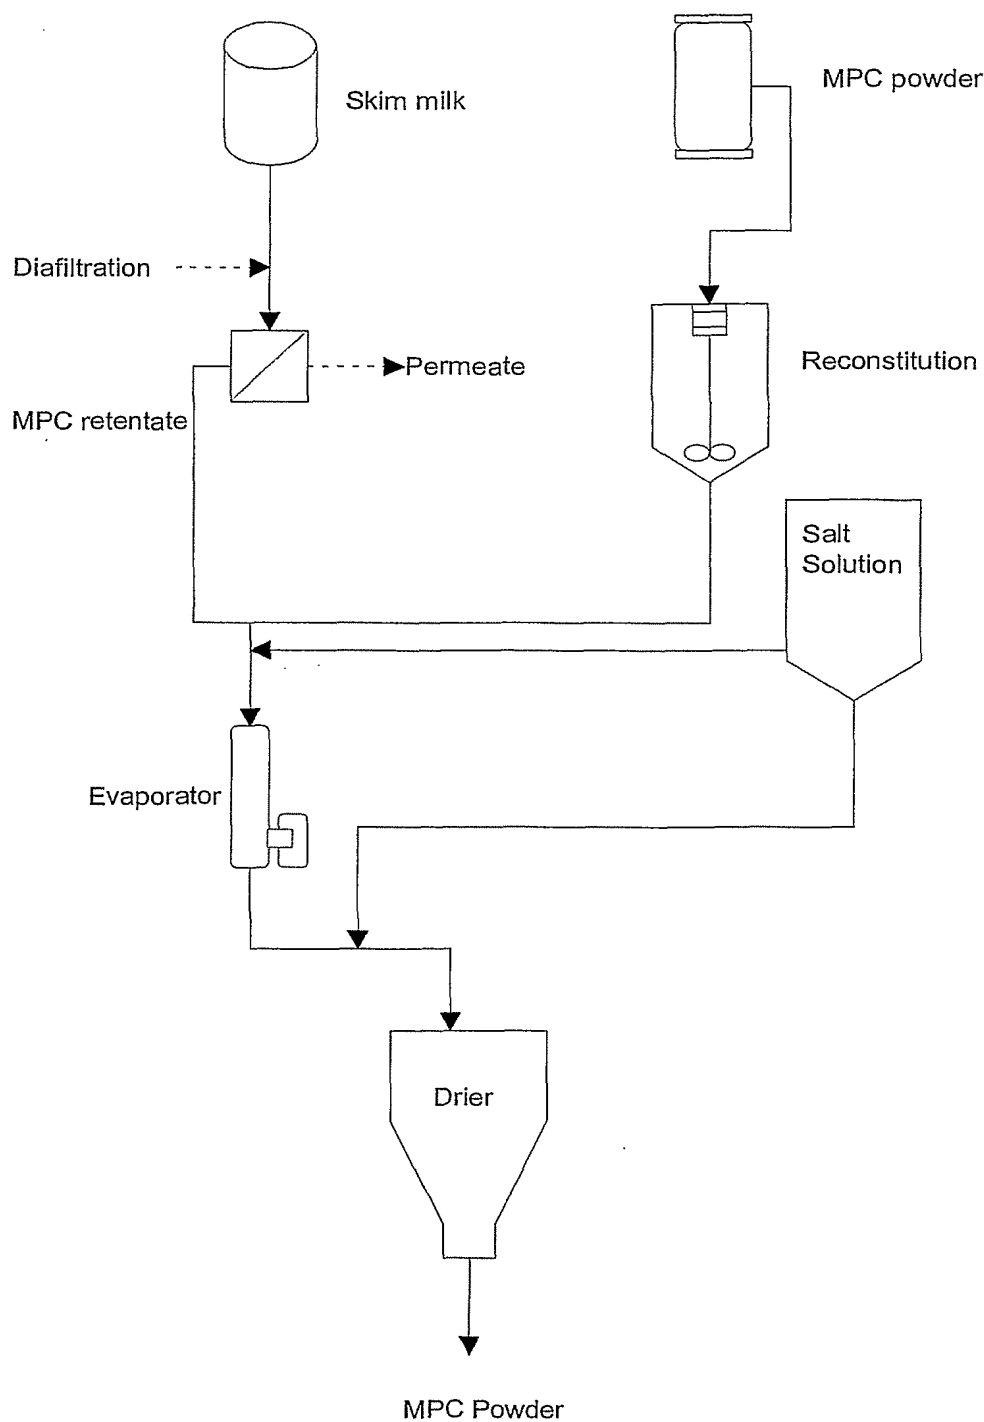 MPC powder
Skim milk
Diafiltration
Permeate
Reconstitution
MPC retentate
Salt
Solution
Evaporator
Drier
MPC Powder